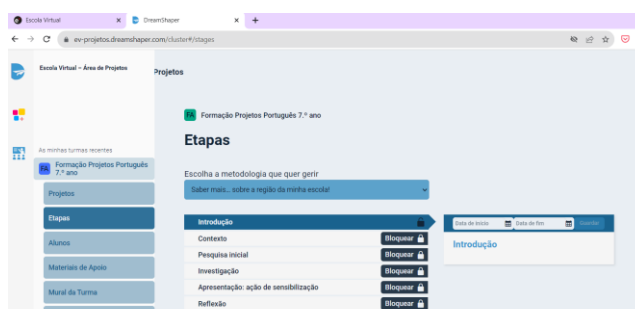 Escola Virtual
DreamShaper
ev-projetos.dreamshaper.com/cluster#/stages
Escola Virtual – Área de Projetos
Projetos
As minhas turmas recentes
FA Formação Projetos Português
7.º ano
Projetos
Etapas
Alunos
Materiais de Apoio
Mural da Turma
FA Formação Projetos Português 7.º ano
Etapas
Escolha a metodologia que quer gerir
Saber mais... sobre a região da minha escola!
Introdução
Contexto Bloquear
Pesquisa inicial Bloquear
Investigação Bloquear
Apresentação: ação de sensibilização Bloquear
Reflexão Bloquear
Data de início Data de fim Guardar
Introdução